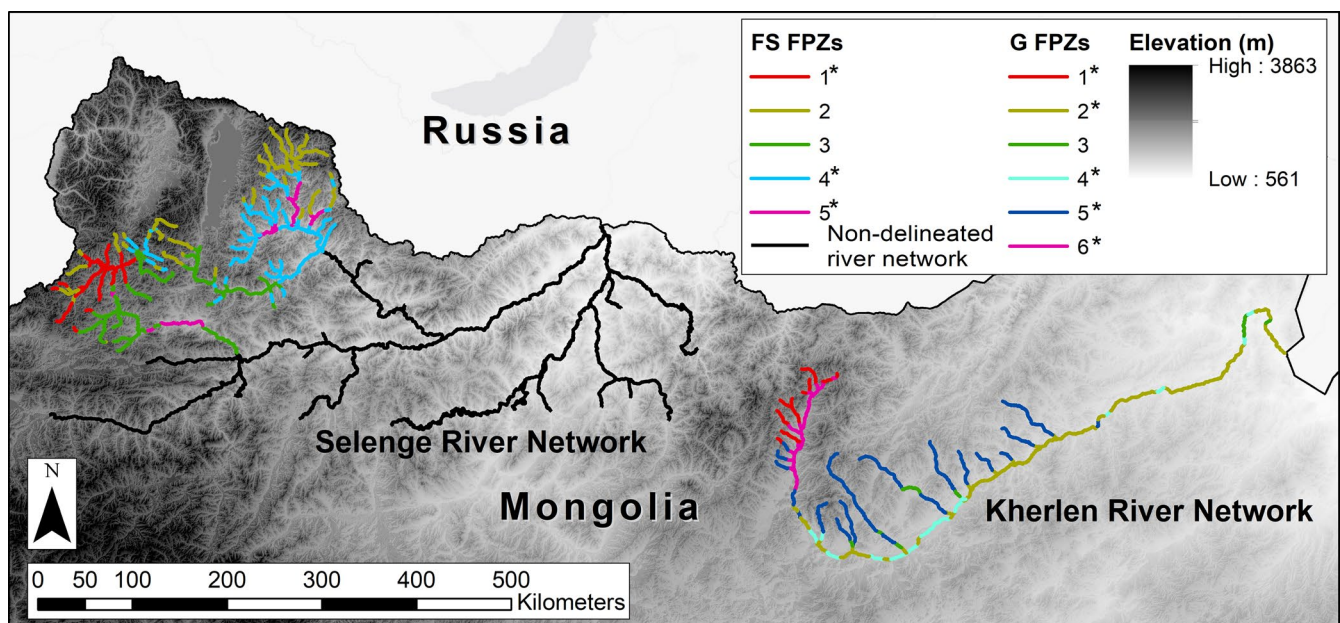 FS FPZs
1*
2
3
4*
5*
Non-delineated
river network
G FPZs
1*
2*
3
4*
5*
6*
Elevation (m)
High : 3863
Low : 561
Russia
Selenge River Network
Mongolia
Kherlen River Network
N
0 50 100 200 300 400 500
Kilometers